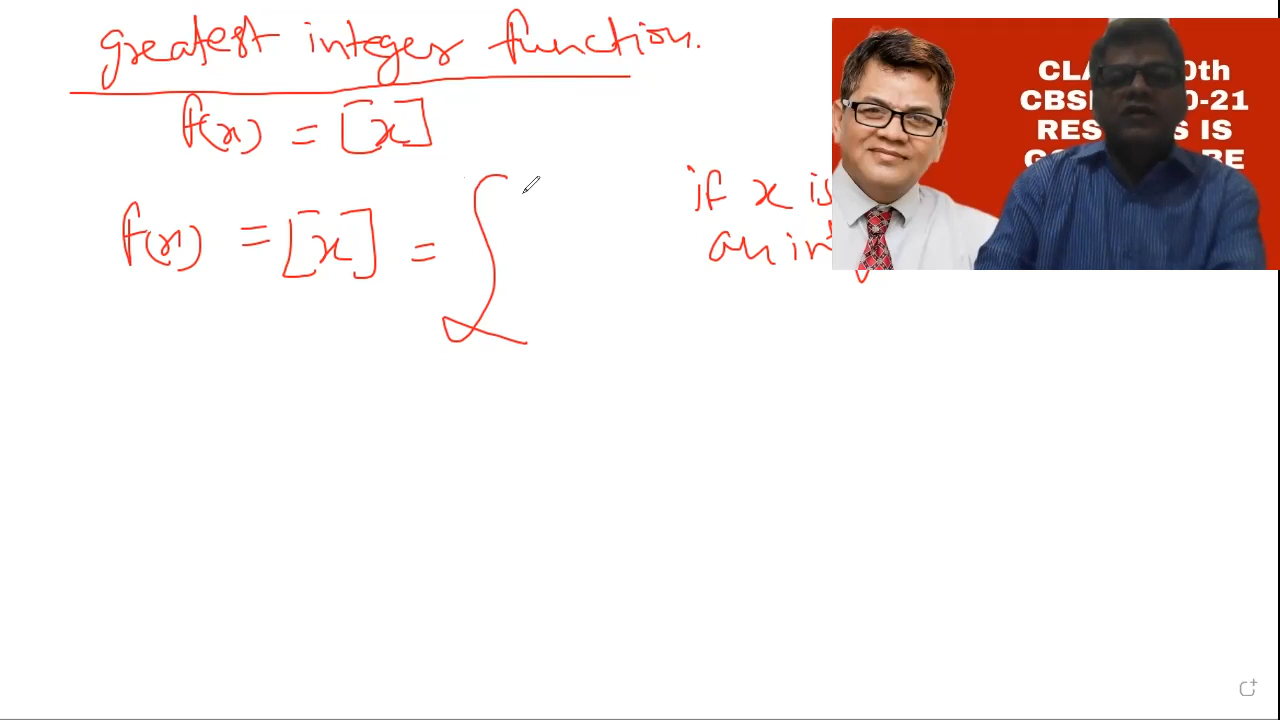 greatest integer function.
f(x) = [x]
f(x) = [x] = {
if x is
an in
CLA 0th
CBS 0-21
RES S IS